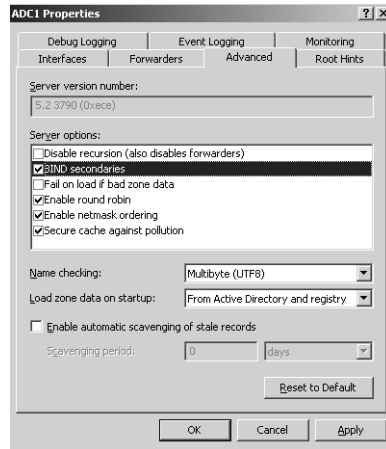 ADC1 Properties
Debug Logging
Event Logging
Monitoring
Interfaces
Forwarders
Advanced
Root Hints
Server version number:
5.2 3790 (0xece)
Server options:
Disable recursion (also disables forwarders)
BIND secondaries
Fail on load if bad zone data
Enable round robin
Enable netmask ordering
Secure cache against pollution
Name checking:
Multibyte (UTF8)
Load zone data on startup:
From Active Directory and registry
Enable automatic scavenging of stale records
Scavenging period:
0
days
Reset to Default
OK
Cancel
Apply